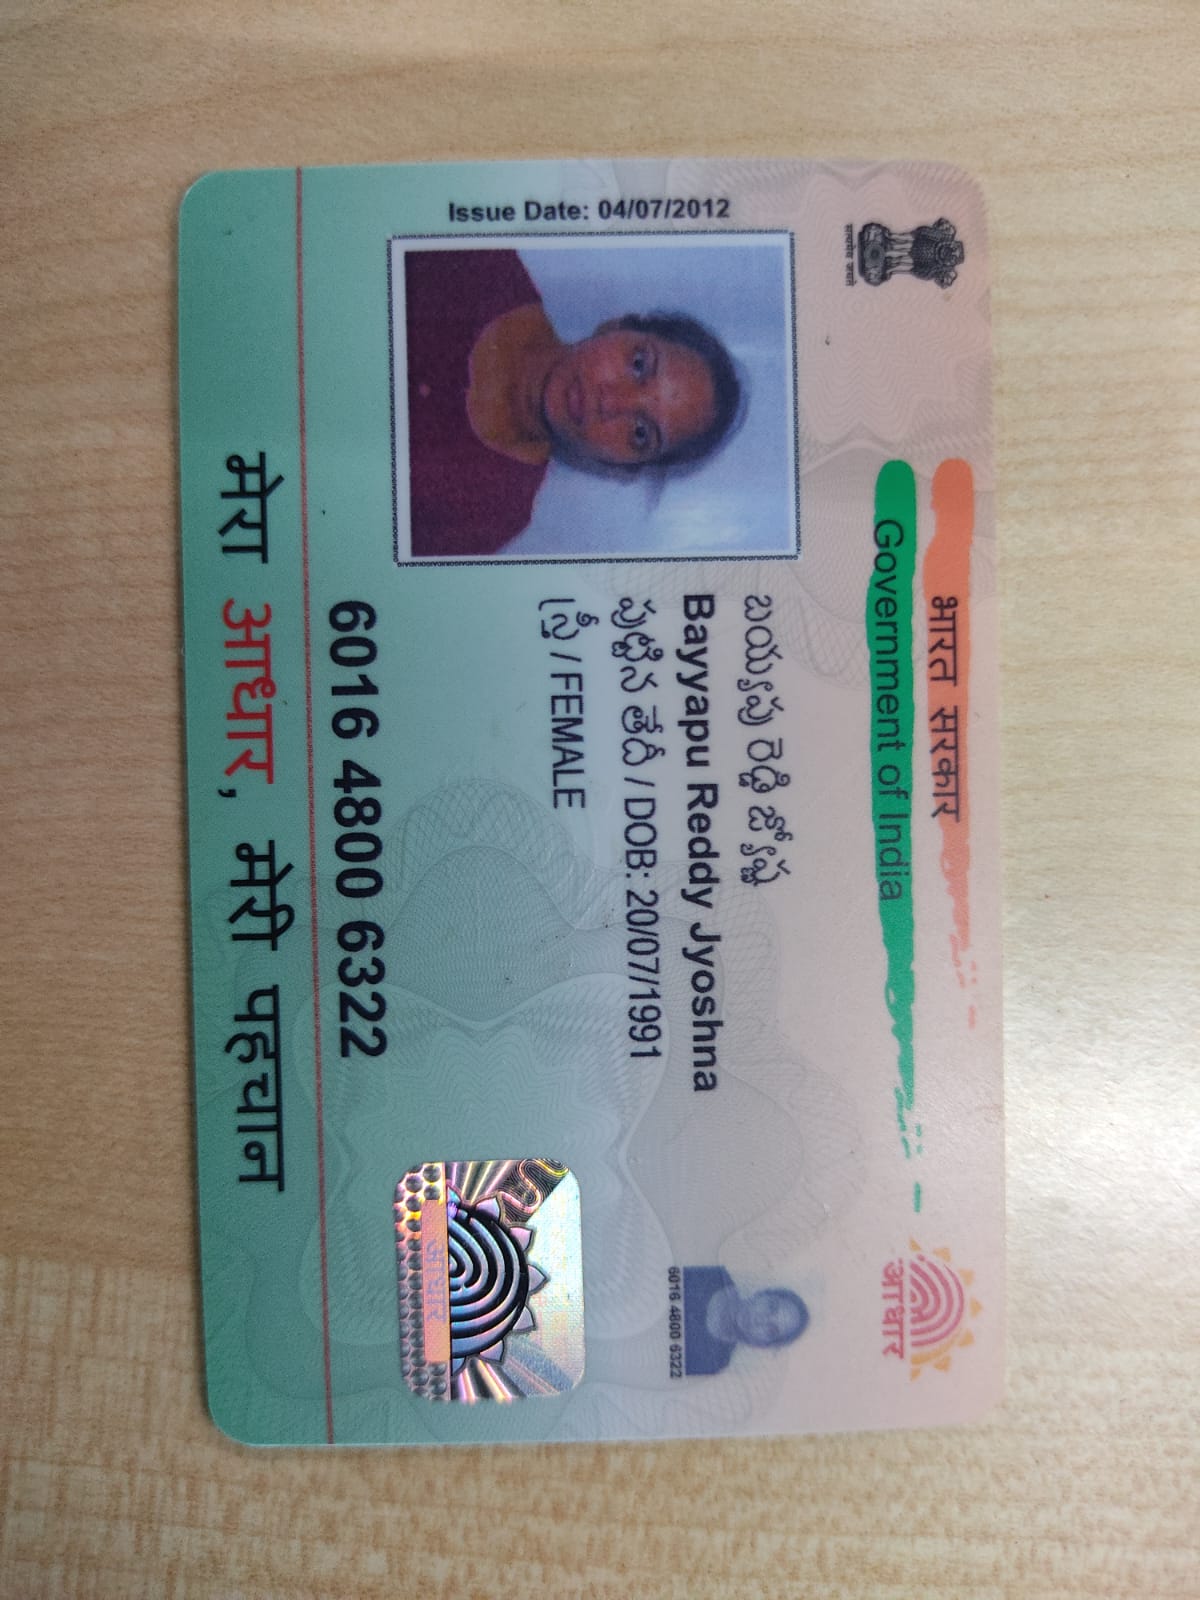 भारत सरकार
Government of India
सत्यमेव जयते
आधार
Issue Date: 04/07/2012
బయ్యపు రెడ్డి జ్యోష్ణ
Bayyapu Reddy Jyoshna
పుట్టిన తేదీ / DOB: 20/07/1991
స్త్రీ / FEMALE
6016 4800 6322
आधार
6016 4800 6322
मेरा आधार, मेरी पहचान